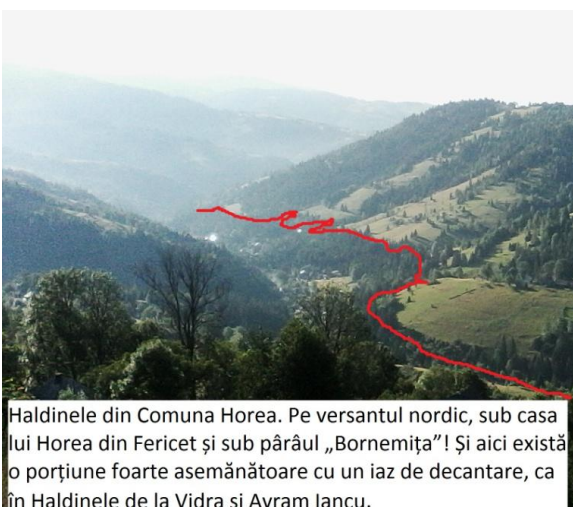 Haldinele din Comuna Horea. Pe versantul nordic, sub casa
lui Horea din Fericet și sub pârâul „Bornemița”! Și aici există
o porțiune foarte asemănătoare cu un iaz de decantare, ca
în Haldinele de la Vidra și Avram Iancu.